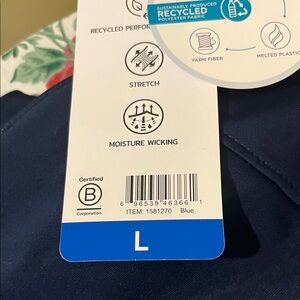 SUSTAINABLY PRODUCED
RECYCLED
POLYESTER FABRIC
YARN FIBER
MELTED PLASTIC
RECYCLED PERFOR
STRETCH
MOISTURE WICKING
Certified
B
Corporation
6 96539 46366 1
ITEM: 1581270 Blue
L